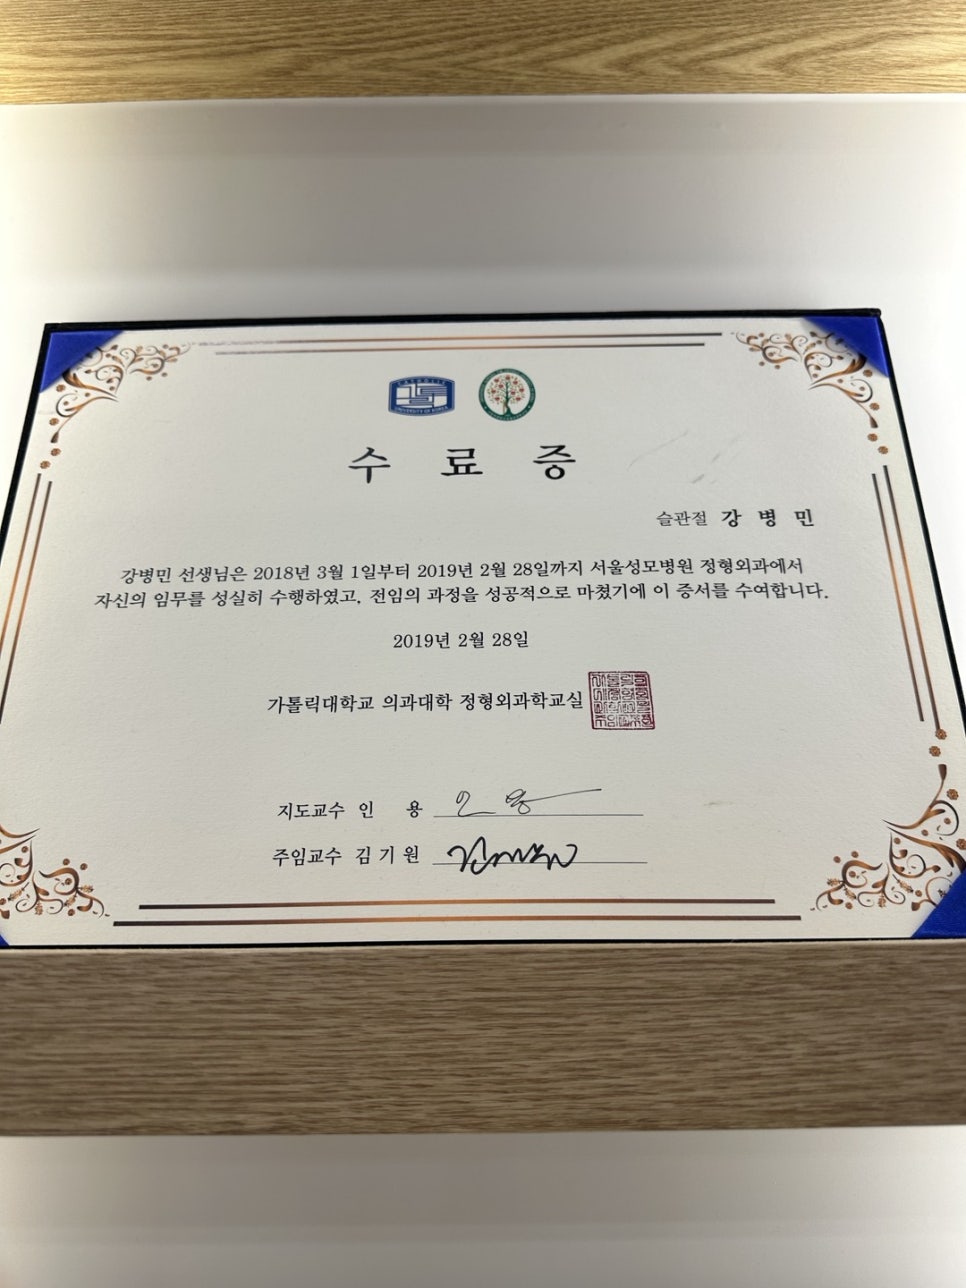 CATHOLIC
UNIVERSITY OF KOREA
수 료 증
슬관절 강 병 민
강병민 선생님은 2018년 3월 1일부터 2019년 2월 28일까지 서울성모병원 정형외과에서
자신의 임무를 성실히 수행하였고, 전임의 과정을 성공적으로 마쳤기에 이 증서를 수여합니다.
2019년 2월 28일
가톨릭대학교 의과대학 정형외과학교실
지도교수 인 용
주임교수 김 기 원